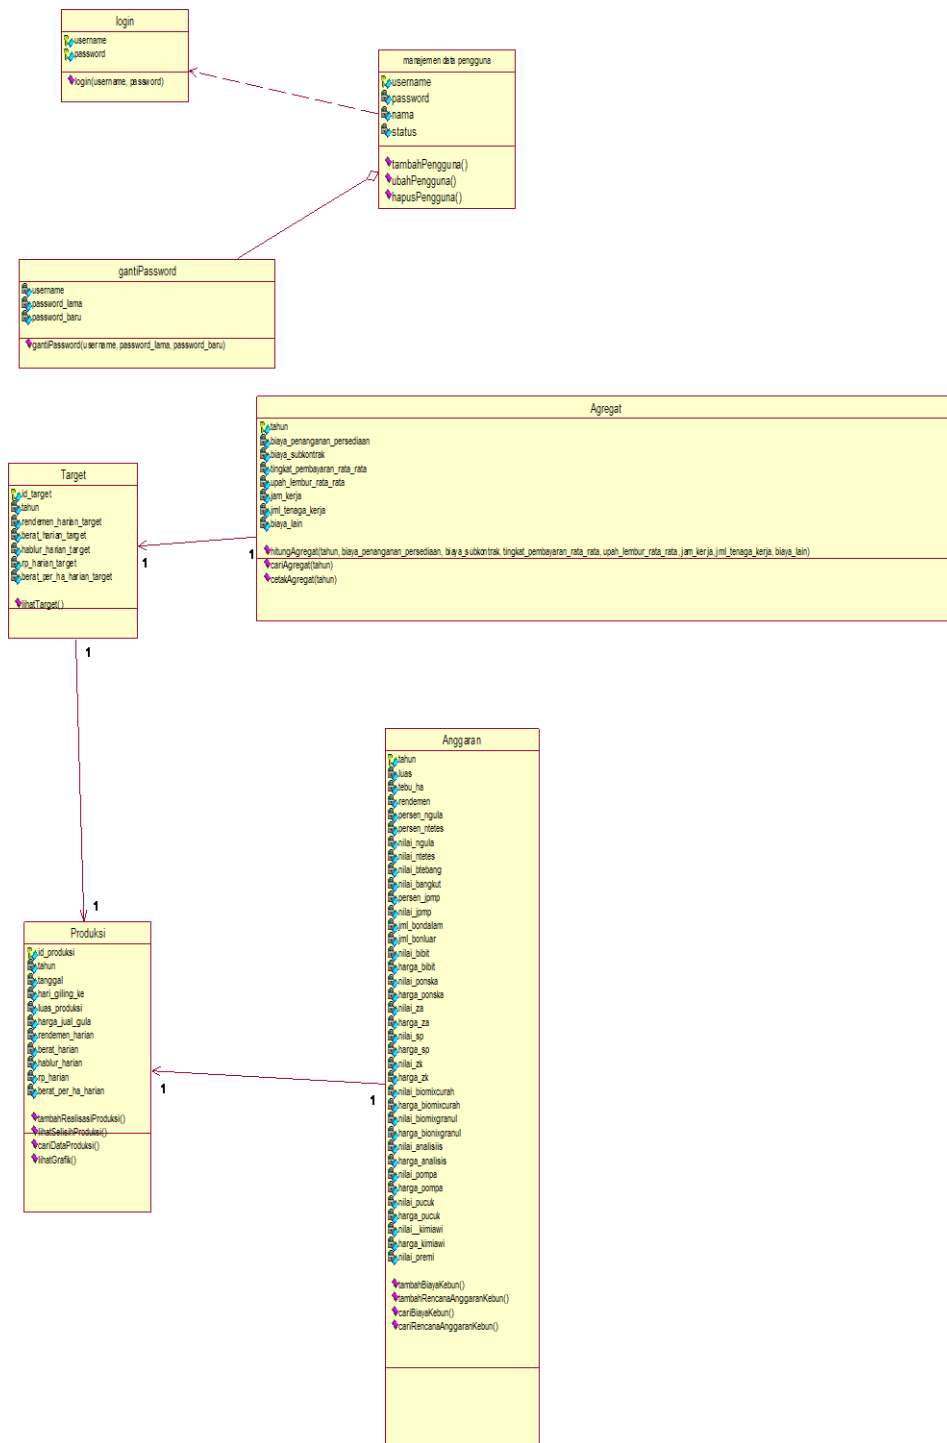 login
username
password
login(username, password)
manajemen data pengguna
username
password
nama
status
tambahPengguna()
ubahPengguna()
hapusPengguna()
gantiPassword
username
password_lama
password_baru
gantiPassword(username, password_lama, password_baru)
Agregat
tahun
biaya_penanganan_persediaan
biaya_subkontrak
tingkat_pembayaran_rata_rata
upah_lembur_rata_rata
jam_kerja
jml_tenaga_kerja
biaya_lain
hitungAgregat(tahun, biaya_penanganan_persediaan, biaya_subkontrak, tingkat_pembayaran_rata_rata, upah_lembur_rata_rata, jam_kerja, jml_tenaga_kerja, biaya_lain)
cariAgregat(tahun)
cetakAgregat(tahun)
Target
id_target
tahun
rendemen_harian_target
berat_harian_target
hablur_harian_target
rp_harian_target
berat_per_ha_harian_target
lihatTarget()
1
1
1
1
Produksi
id_produksi
tahun
tanggal
hari_giling_ke
luas_produksi
harga_jual_gula
rendemen_harian
berat_harian
hablur_harian
rp_harian
berat_per_ha_harian
tambahRealisasiProduksi()
lihatSelisihProduksi()
cariDataProduksi()
lihatGrafik()
1
1
Anggaran
tahun
luas
tebu_ha
rendemen
persen_ngula
persen_ntetes
nilai_ngula
nilai_ntetes
nilai_btebang
nilai_bangkut
persen_jpmp
nilai_jpmp
jml_bondalam
jml_bonluar
nilai_bibit
harga_bibit
nilai_ponska
harga_ponska
nilai_za
harga_za
nilai_sp
harga_sp
nilai_zk
harga_zk
nilai_biomixcurah
harga_biomixcurah
nilai_biomixgranul
harga_bionixgranul
nilai_analisiis
harga_analisis
nilai_pompa
harga_pompa
nilai_pucuk
harga_pucuk
nilai__kimiawi
harga_kimiawi
nilai_premi
tambahBiayaKebun()
tambahRencanaAnggaranKebun()
cariBiayaKebun()
cariRencanaAnggaranKebun()